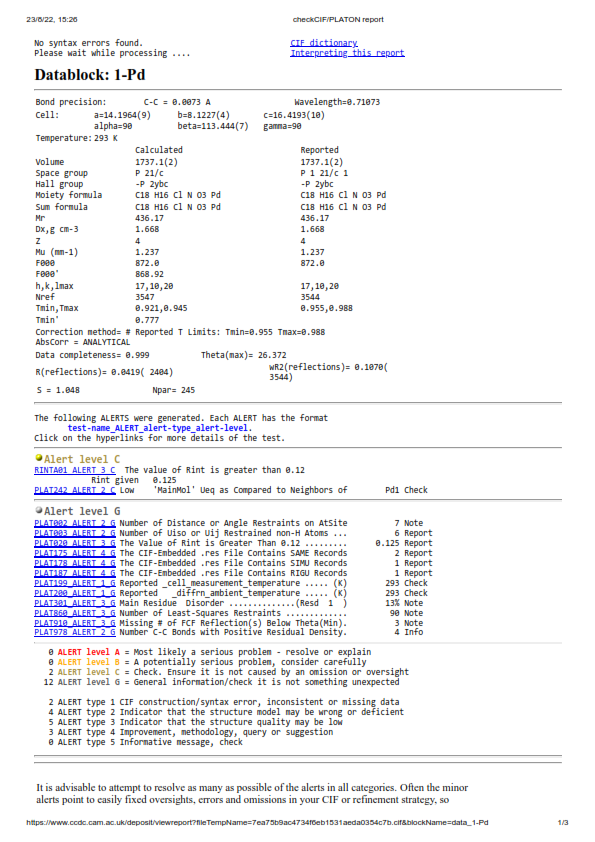 23/8/22, 15:26 checkCIF/PLATON report
No syntax errors found. CIF dictionary
Please wait while processing .... Interpreting this report
Datablock: 1-Pd
Bond precision: C-C = 0.0073 A Wavelength=0.71073
Cell: a=14.1964(9) b=8.1227(4) c=16.4193(10)
alpha=90 beta=113.444(7) gamma=90
Temperature: 293 K
Calculated Reported
Volume 1737.1(2) 1737.1(2)
Space group P 21/c P 1 21/c 1
Hall group -P 2ybc -P 2ybc
Moiety formula C18 H16 Cl N O3 Pd C18 H16 Cl N O3 Pd
Sum formula C18 H16 Cl N O3 Pd C18 H16 Cl N O3 Pd
Mr 436.17 436.17
Dx,g cm-3 1.668 1.668
Z 4 4
Mu (mm-1) 1.237 1.237
F000 872.0 872.0
F000' 868.92
h,k,lmax 17,10,20 17,10,20
Nref 3547 3544
Tmin,Tmax 0.921,0.945 0.955,0.988
Tmin' 0.777
Correction method= # Reported T Limits: Tmin=0.955 Tmax=0.988
AbsCorr = ANALYTICAL
Data completeness= 0.999 Theta(max)= 26.372
R(reflections)= 0.0419( 2404) wR2(reflections)= 0.1070( 3544)
S = 1.048 Npar= 245
The following ALERTS were generated. Each ALERT has the format
test-name_ALERT_alert-type_alert-level.
Click on the hyperlinks for more details of the test.
Alert level C
RINTA01_ALERT_3_C The value of Rint is greater than 0.12
Rint given 0.125
PLAT242_ALERT_2_C Low 'MainMol' Ueq as Compared to Neighbors of Pd1 Check
Alert level G
PLAT002_ALERT_2_G Number of Distance or Angle Restraints on AtSite 7 Note
PLAT003_ALERT_2_G Number of Uiso or Uij Restrained non-H Atoms ... 6 Report
PLAT020_ALERT_3_G The Value of Rint is Greater Than 0.12 ......... 0.125 Report
PLAT175_ALERT_4_G The CIF-Embedded .res File Contains SAME Records 2 Report
PLAT178_ALERT_4_G The CIF-Embedded .res File Contains SIMU Records 1 Report
PLAT187_ALERT_4_G The CIF-Embedded .res File Contains RIGU Records 1 Report
PLAT199_ALERT_1_G Reported _cell_measurement_temperature ..... (K) 293 Check
PLAT200_ALERT_1_G Reported _diffrn_ambient_temperature ..... (K) 293 Check
PLAT301_ALERT_3_G Main Residue Disorder ..............(Resd 1 ) 13% Note
PLAT860_ALERT_3_G Number of Least-Squares Restraints ............. 90 Note
PLAT910_ALERT_3_G Missing # of FCF Reflection(s) Below Theta(Min). 3 Note
PLAT978_ALERT_2_G Number C-C Bonds with Positive Residual Density. 4 Info
0 ALERT level A = Most likely a serious problem - resolve or explain
0 ALERT level B = A potentially serious problem, consider carefully
2 ALERT level C = Check. Ensure it is not caused by an omission or oversight
12 ALERT level G = General information/check it is not something unexpected
2 ALERT type 1 CIF construction/syntax error, inconsistent or missing data
4 ALERT type 2 Indicator that the structure model may be wrong or deficient
5 ALERT type 3 Indicator that the structure quality may be low
3 ALERT type 4 Improvement, methodology, query or suggestion
0 ALERT type 5 Informative message, check
It is advisable to attempt to resolve as many as possible of the alerts in all categories. Often the minor
alerts point to easily fixed oversights, errors and omissions in your CIF or refinement strategy, so
https://www.ccdc.cam.ac.uk/deposit/viewreport?fileTempName=7ea75b9ac4734f6eb1531aeda0354c7b.cif&blockName=data_1-Pd 1/3